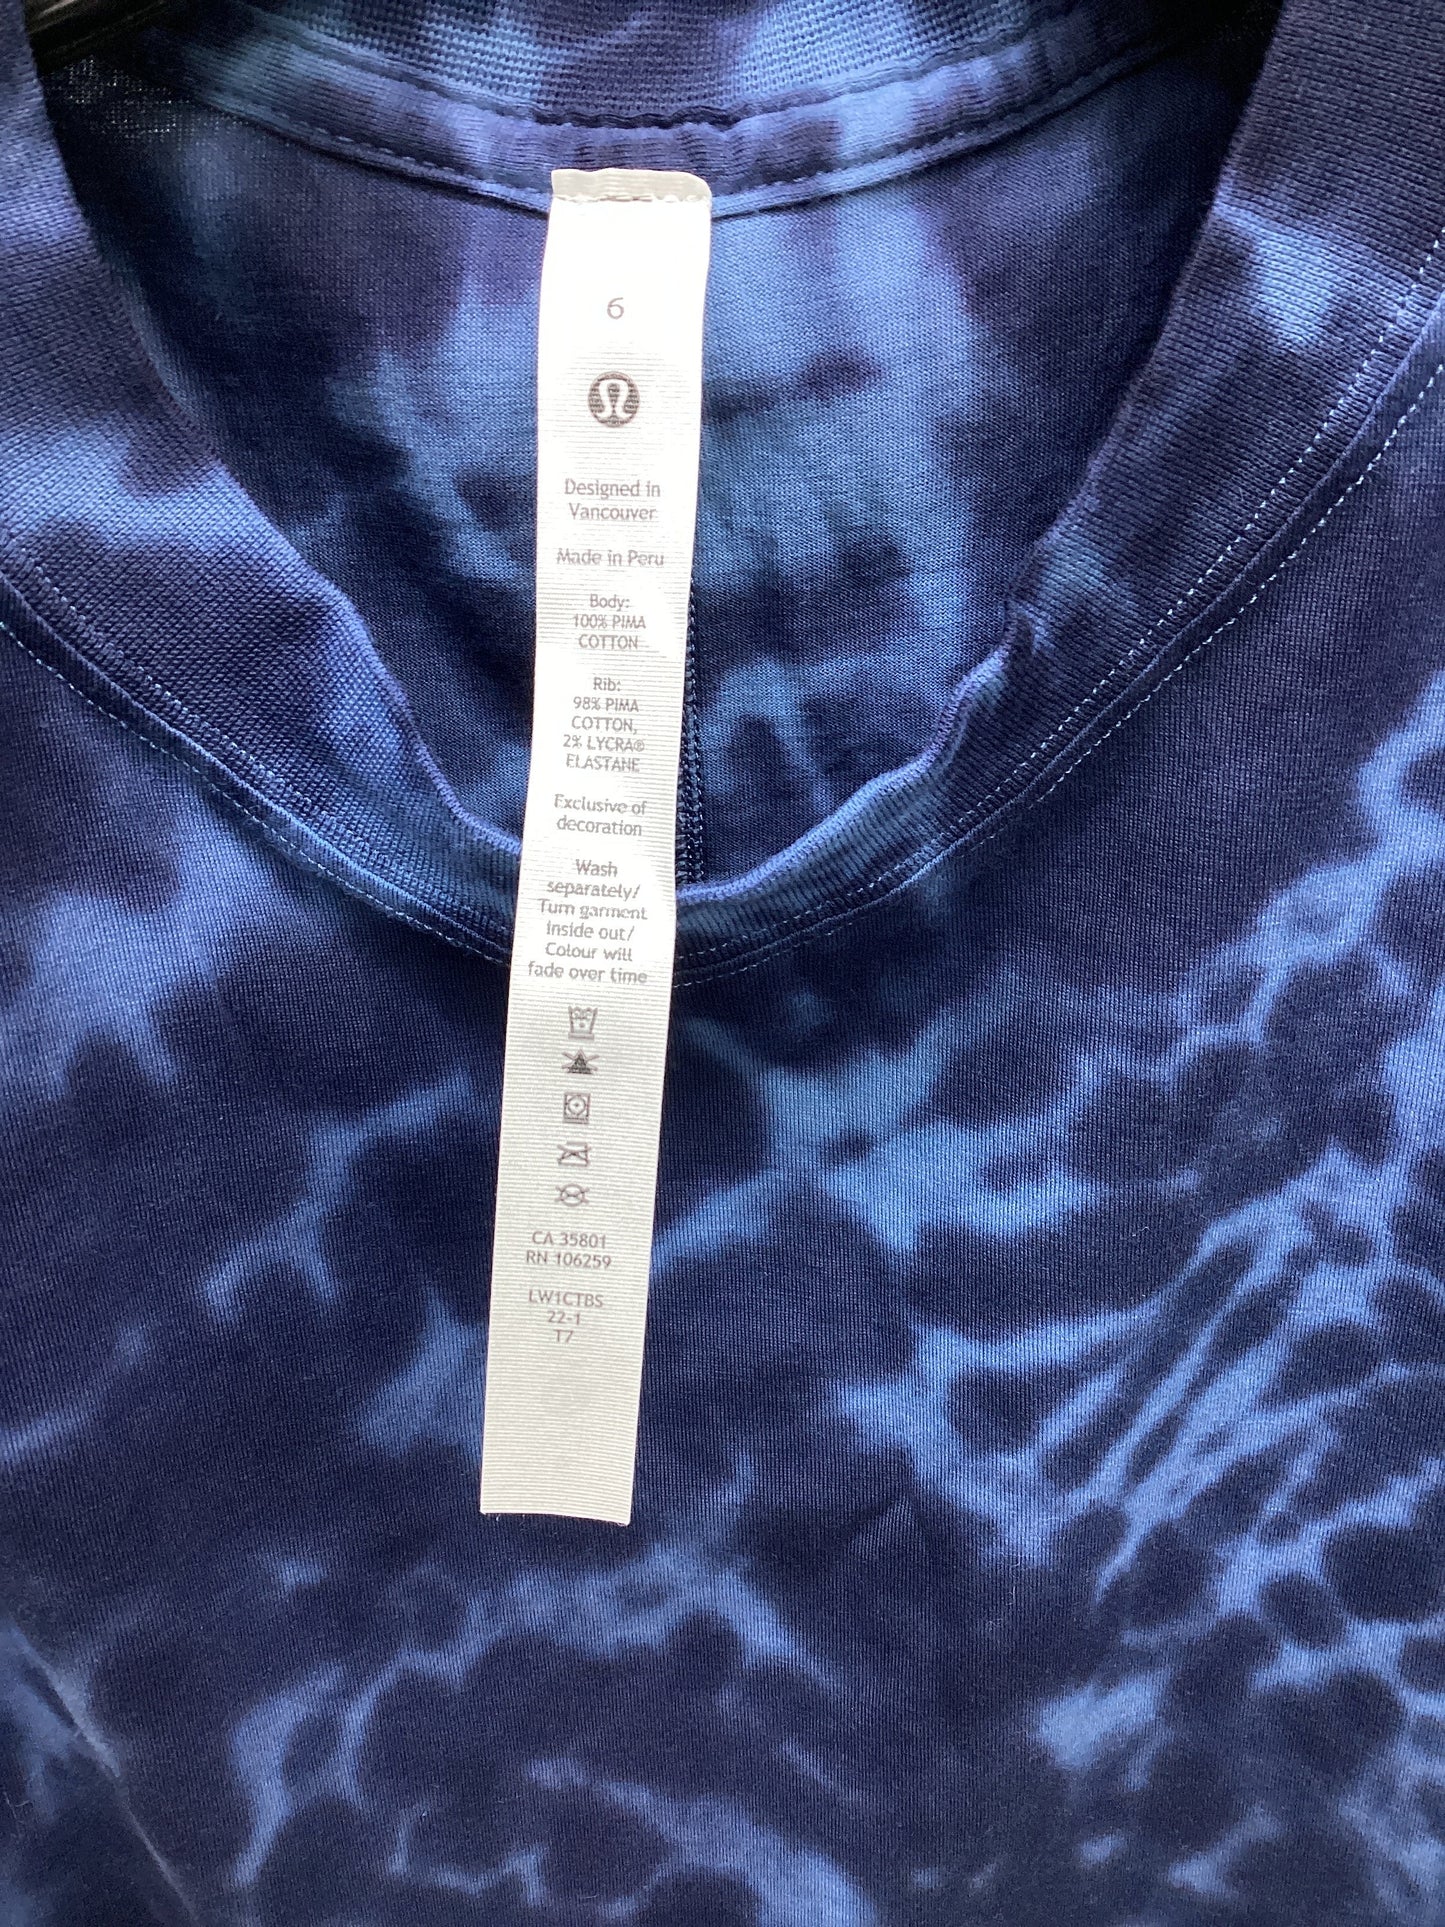 6
Designed in
Vancouver
Made in Peru
Body:
100% PIMA
COTTON
Rib:
98% PIMA
COTTON,
2% LYCRA®
ELASTANE
Exclusive of
decoration
Wash
separately/
Turn garment
inside out/
Colour will
fade over time
CA 35801
RN 106259
LW1CTBS
22-1
T7